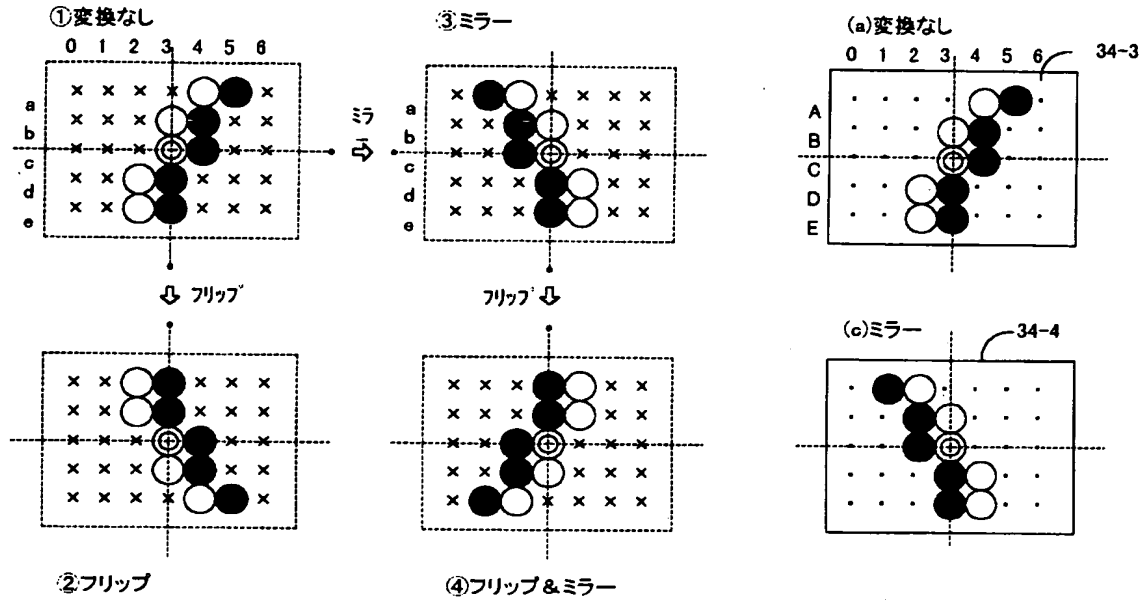 ①変換なし
0 1 2 3 4 5 6
a
b
c
d
e
ミラ
③ミラー
a
b
c
d
e
(a)変換なし
0 1 2 3 4 5 6
34-3
A
B
C
D
E
フリップ
フリップ
②フリップ
④フリップ&ミラー
(c)ミラー
34-4